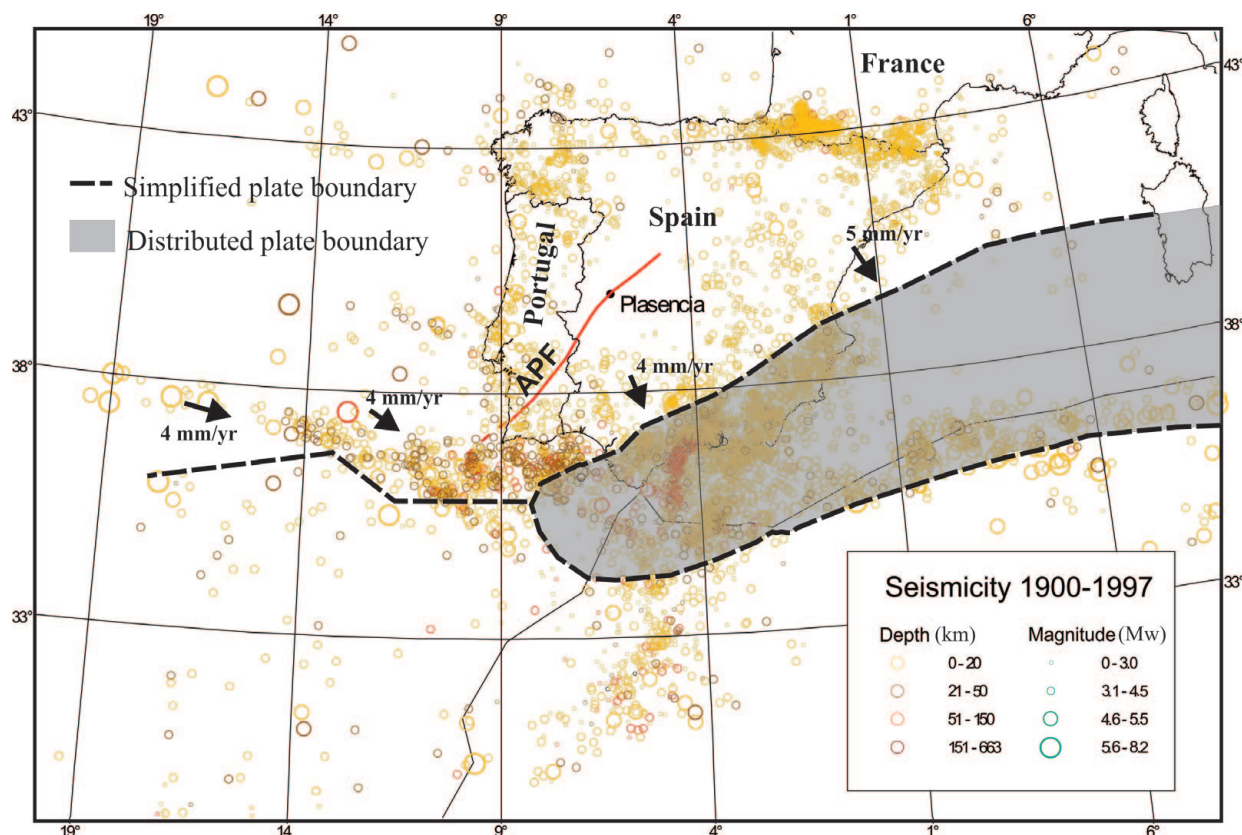 19° 14° 9° 4° 1° 6°
France
43° 43°
Simplified plate boundary
Distributed plate boundary
Spain
Portugal
5 mm/yr
Plasencia
APF
38° 38°
4 mm/yr
4 mm/yr
4 mm/yr
33° 33°
Seismicity 1900-1997
Depth (km) Magnitude (Mw)
0-20 0-3.0
21-50 3.1-4.5
51-150 4.6-5.5
151-663 5.6-8.2
19° 14° 9° 4° 1° 6°